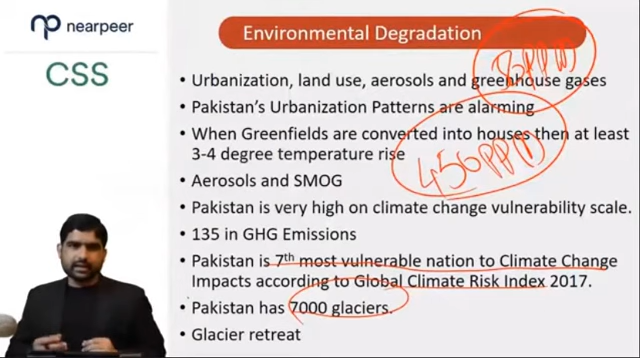 nearpeer
CSS
Environmental Degradation
• Urbanization, land use, aerosols and greenhouse gases
• Pakistan's Urbanization Patterns are alarming
• When Greenfields are converted into houses then at least
3-4 degree temperature rise
• Aerosols and SMOG
• Pakistan is very high on climate change vulnerability scale.
• 135 in GHG Emissions
• Pakistan is 7th most vulnerable nation to Climate Change
Impacts according to Global Climate Risk Index 2017.
• Pakistan has 7000 glaciers.
• Glacier retreat
450PPM